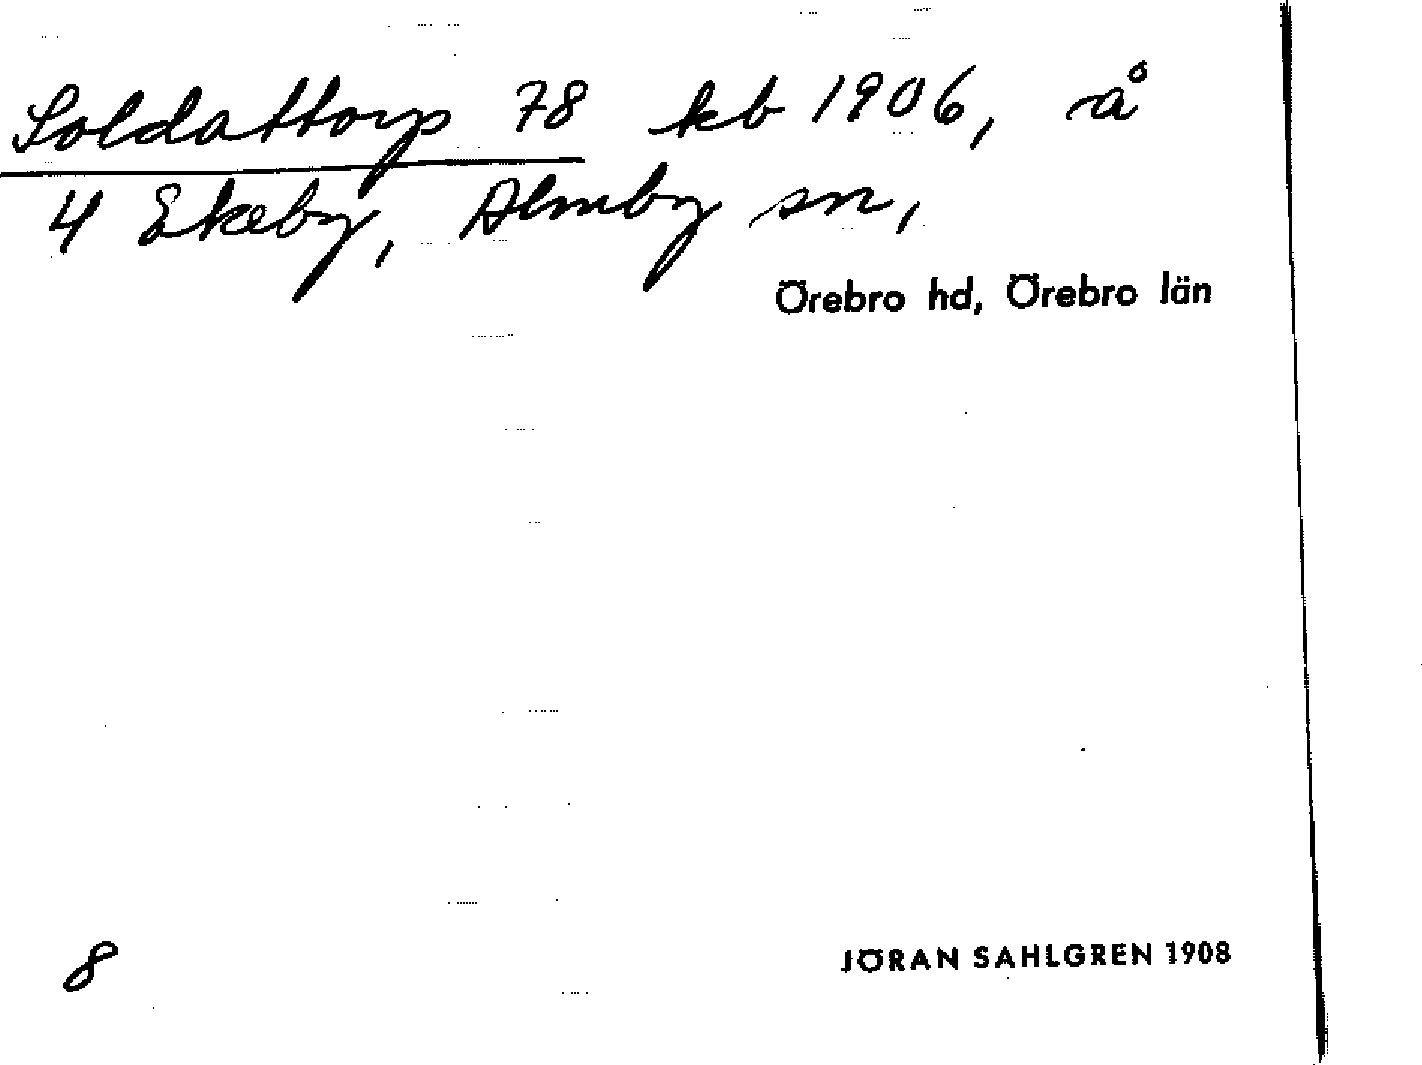 Soldattorp 78 kb 1906, å
4 Ekeby, Almby sn,
Örebro hd, Örebro län
8
JÖRAN SAHLGREN 1908